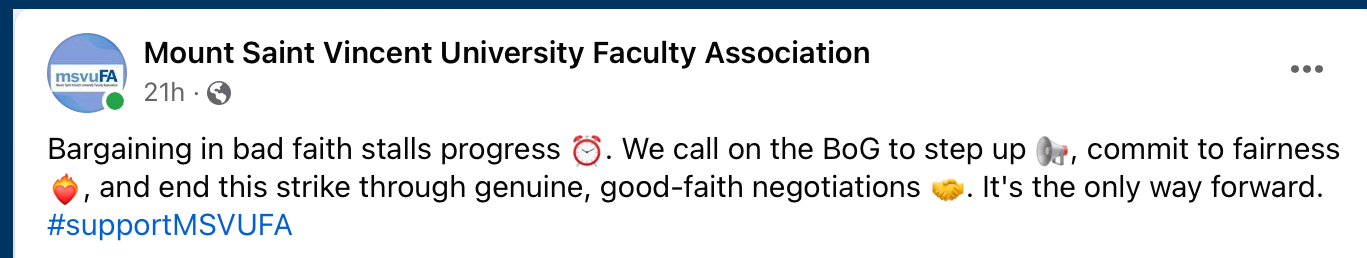 Mount Saint Vincent University Faculty Association
msvuFA
Mount Saint Vincent University Faculty Association
21h ·
Bargaining in bad faith stalls progress ⏰. We call on the BoG to step up 📢, commit to fairness
❤️‍🔥, and end this strike through genuine, good-faith negotiations 🤝. It's the only way forward.
#supportMSVUFA